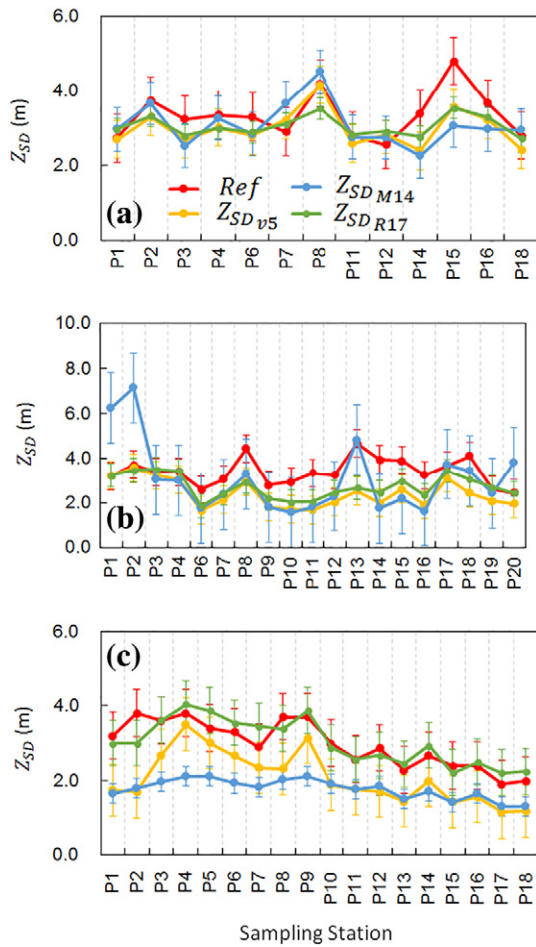 6.0
4.0
2.0
0.0
Z_SD (m)
(a)
Ref
Z_SD M14
Z_SD v5
Z_SD R17
P1 P2 P3 P4 P6 P7 P8 P11 P12 P14 P15 P16 P18
10.0
8.0
6.0
4.0
2.0
0.0
Z_SD (m)
(b)
P1 P2 P3 P4 P6 P7 P8 P9 P10 P11 P12 P13 P14 P15 P16 P17 P18 P19 P20
6.0
4.0
2.0
0.0
Z_SD (m)
(c)
P1 P2 P3 P4 P5 P6 P7 P8 P9 P10 P11 P12 P13 P14 P15 P16 P17 P18
Sampling Station